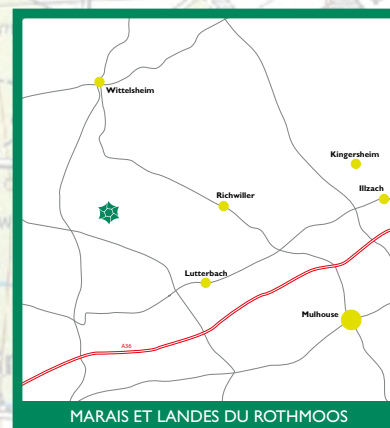 Wittelsheim
Kingersheim
Illzach
Richwiller
Lutterbach
Mulhouse
A36
MARAIS ET LANDES DU ROTHMOOS